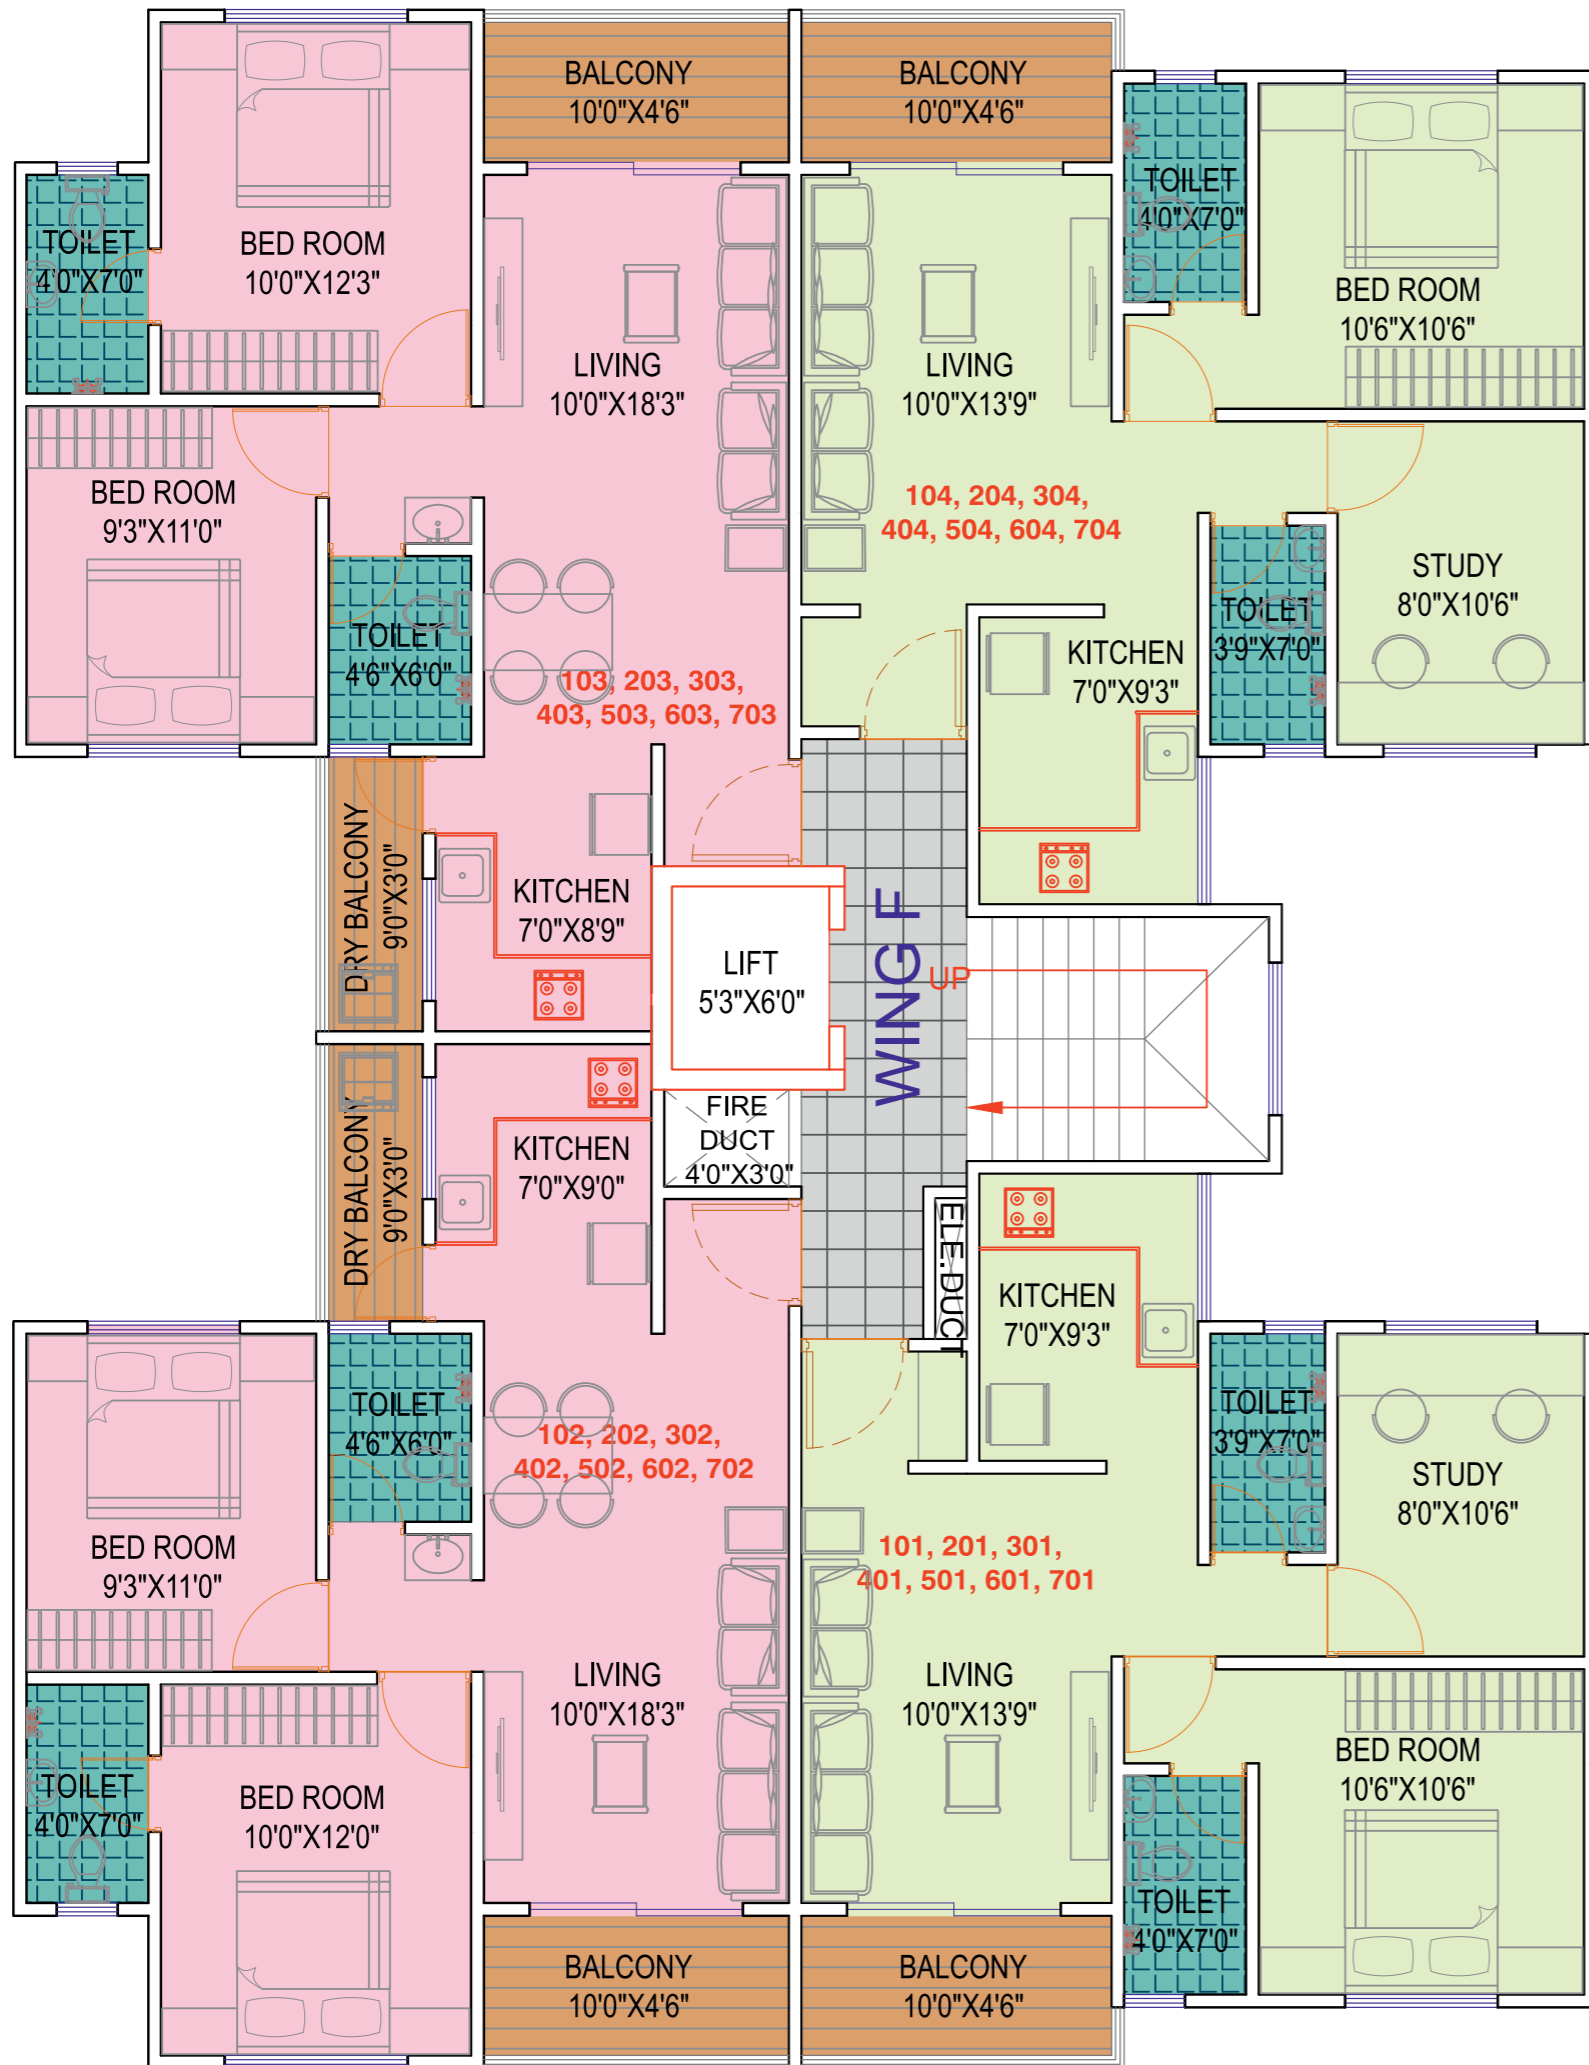 BALCONY
10'0"X4'6"
BALCONY
10'0"X4'6"
TOILET
4'0"X7'0"
BED ROOM
10'0"X12'3"
TOILET
4'0"X7'0"
BED ROOM
10'6"X10'6"
LIVING
10'0"X18'3"
LIVING
10'0"X13'9"
BED ROOM
9'3"X11'0"
104, 204, 304,
404, 504, 604, 704
STUDY
8'0"X10'6"
TOILET
4'6"X6'0"
TOILET
3'9"X7'0"
KITCHEN
7'0"X9'3"
103, 203, 303,
403, 503, 603, 703
DRY BALCONY
9'0"X3'0"
KITCHEN
7'0"X8'9"
LIFT
5'3"X6'0"
WING F
UP
DRY BALCONY
9'0"X3'0"
KITCHEN
7'0"X9'0"
FIRE
DUCT
4'0"X3'0"
ELE.DUCT
KITCHEN
7'0"X9'3"
TOILET
4'6"X6'0"
102, 202, 302,
402, 502, 602, 702
TOILET
3'9"X7'0"
STUDY
8'0"X10'6"
BED ROOM
9'3"X11'0"
101, 201, 301,
401, 501, 601, 701
LIVING
10'0"X18'3"
LIVING
10'0"X13'9"
BED ROOM
10'6"X10'6"
TOILET
4'0"X7'0"
BED ROOM
10'0"X12'0"
TOILET
4'0"X7'0"
BALCONY
10'0"X4'6"
BALCONY
10'0"X4'6"